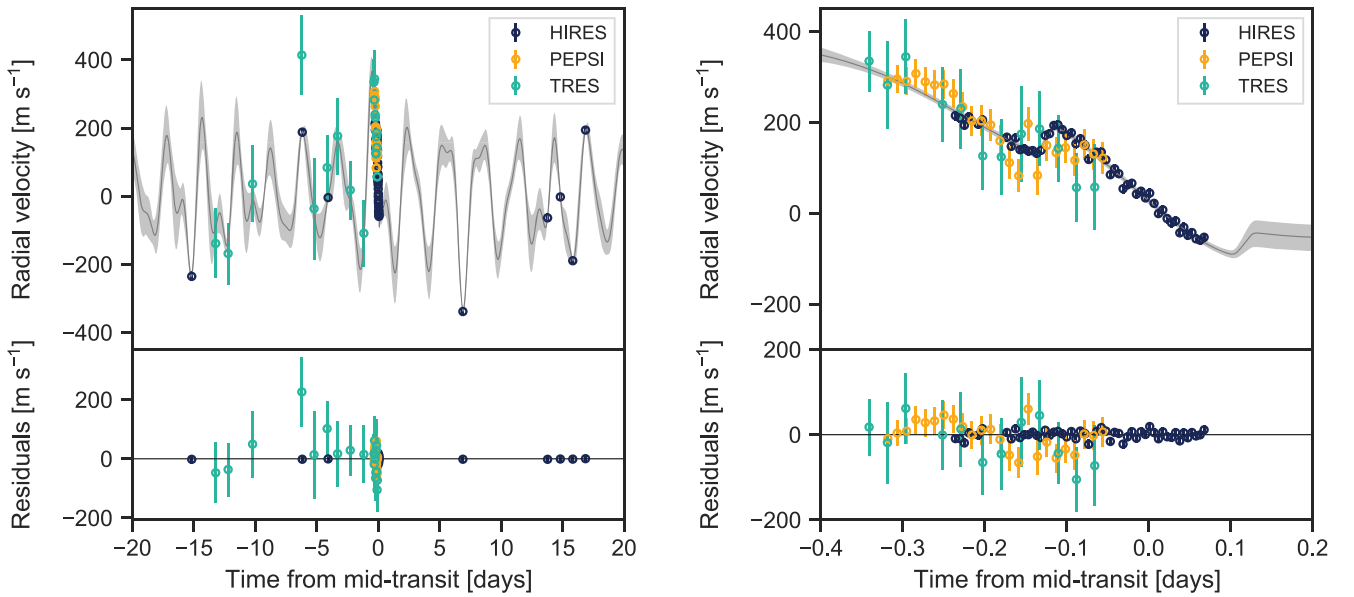 HIRES
PEPSI
TRES
Radial velocity [m s⁻¹]
400
200
0
−200
−400
Residuals [m s⁻¹]
200
0
−200
−20
−15
−10
−5
0
5
10
15
20
Time from mid-transit [days]
HIRES
PEPSI
TRES
Radial velocity [m s⁻¹]
400
200
0
−200
Residuals [m s⁻¹]
200
0
−200
−0.4
−0.3
−0.2
−0.1
0.0
0.1
0.2
Time from mid-transit [days]